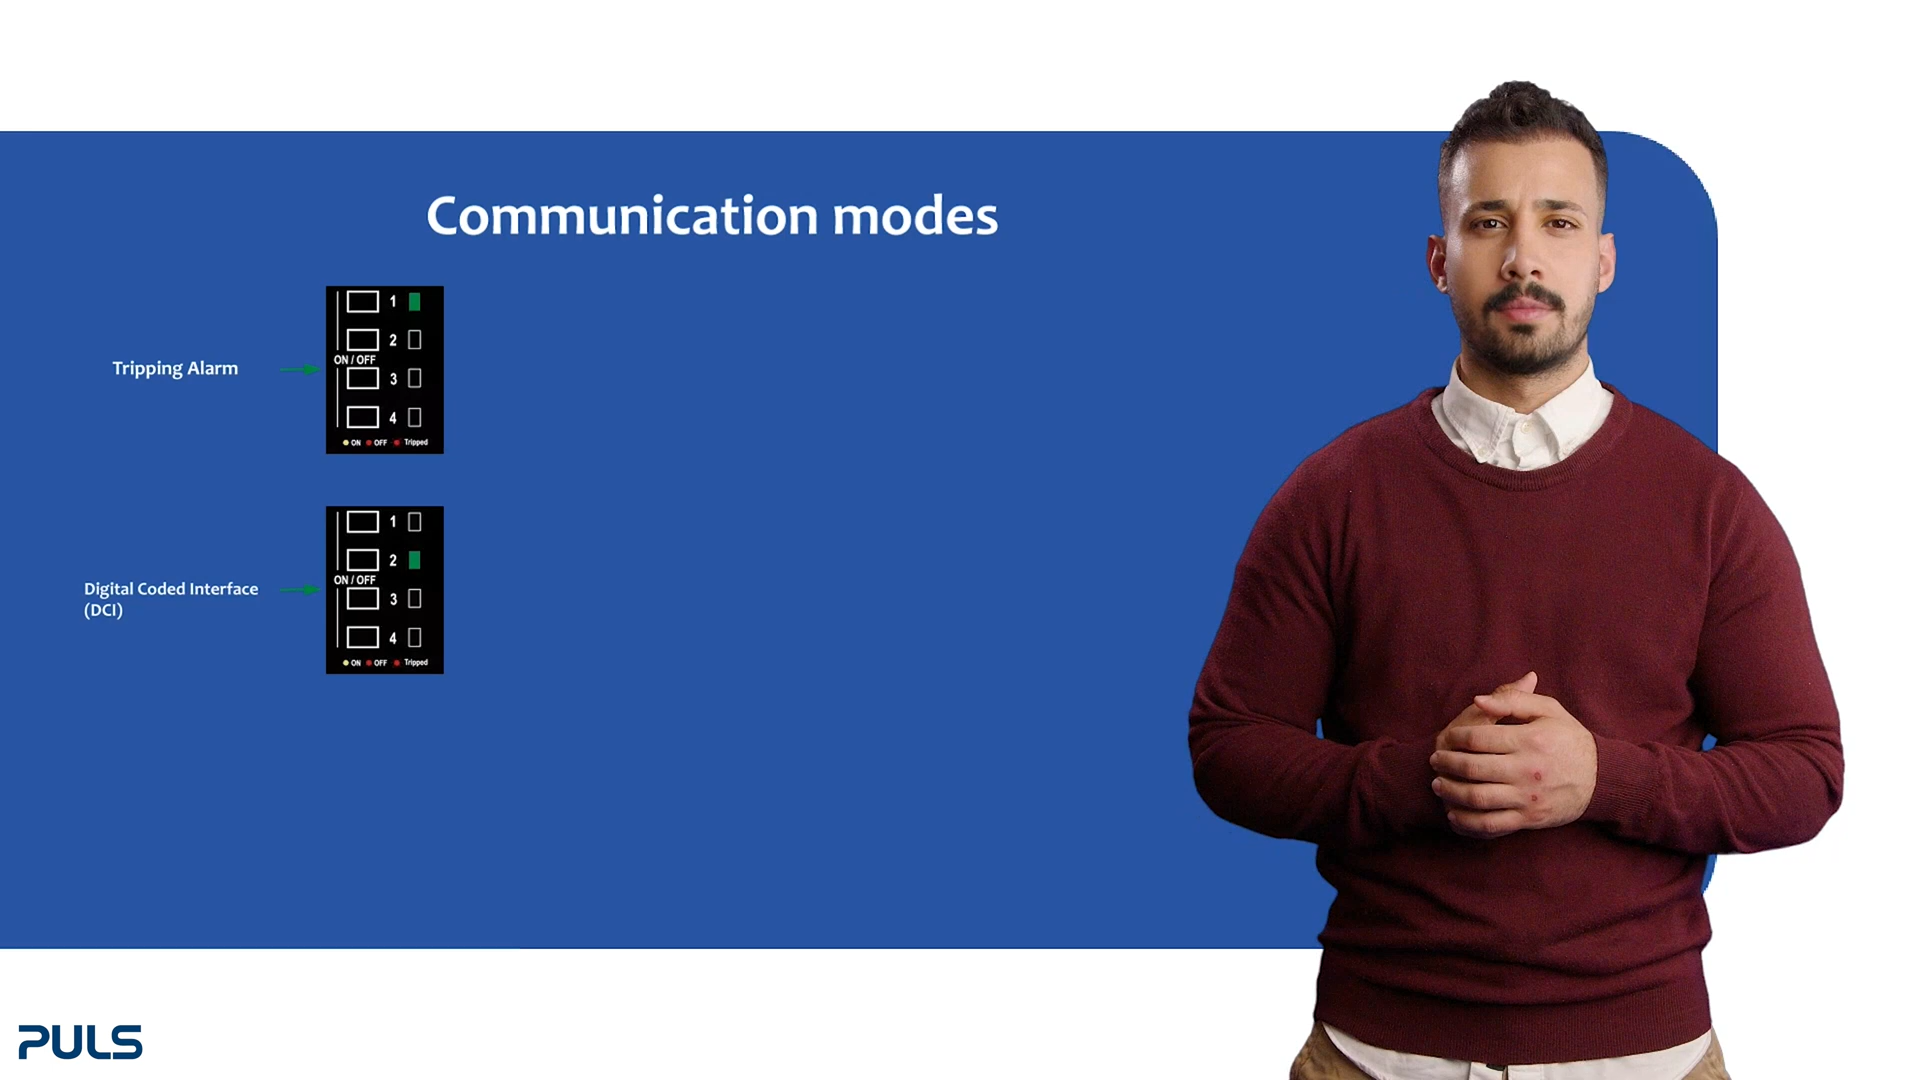 Communication modes
Tripping Alarm
1
2
ON / OFF
3
4
ON OFF Tripped
Digital Coded Interface
(DCI)
1
2
ON / OFF
3
4
ON OFF Tripped
PULS